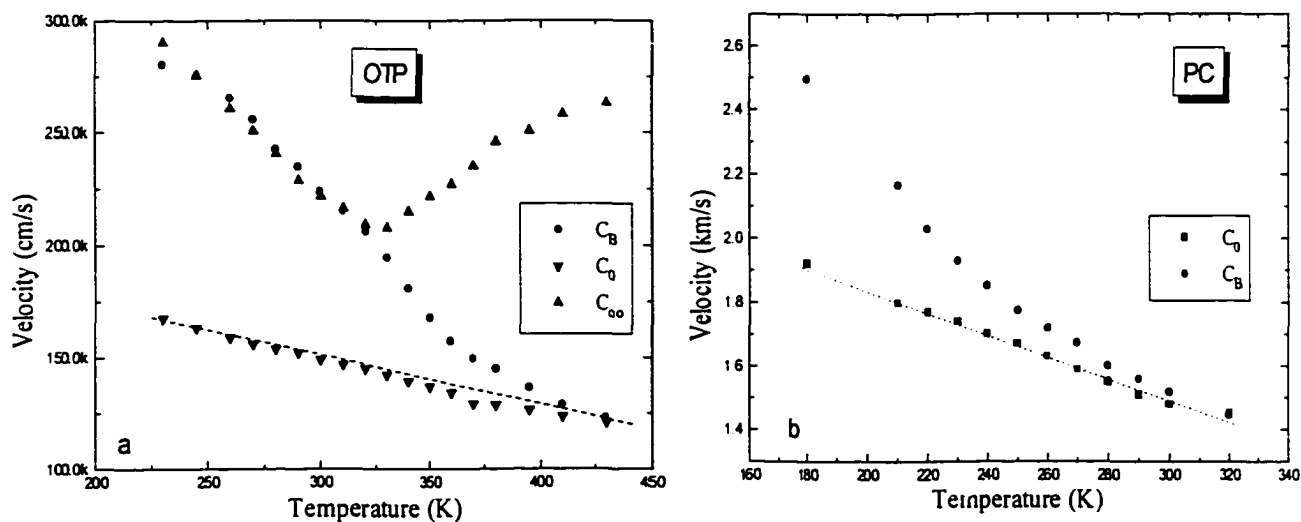 300.0k
250.0k
200.0k
150.0k
100.0k
Velocity (cm/s)
OTP
C_B
C_0
C_∞
a
200 250 300 350 400 450
Temperature (K)
2.6
2.4
2.2
2.0
1.8
1.6
1.4
Velocity (km/s)
PC
C_0
C_B
b
160 180 200 220 240 260 280 300 320 340
Temperature (K)